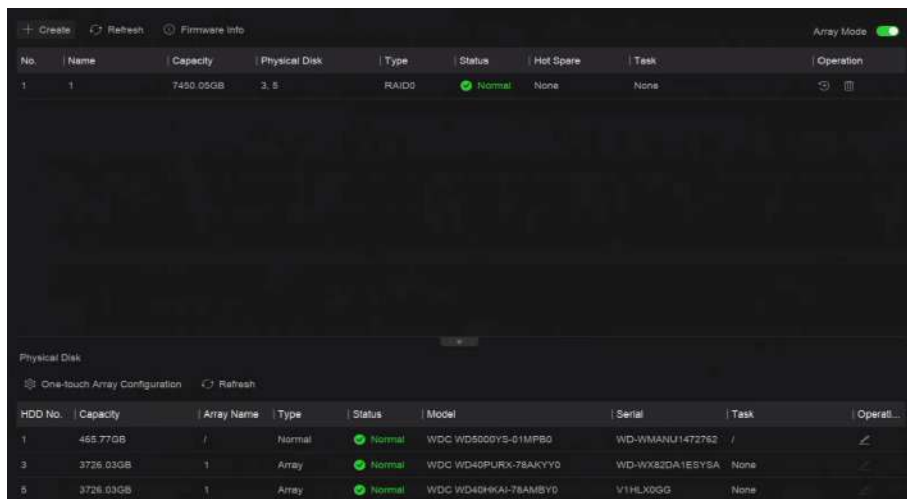 Create Refresh Firmware Info Array Mode
No. Name Capacity Physical Disk Type Status Hot Spare Task Operation
1 1 7450.05GB 3, 5 RAID0 Normal None None
Physical Disk
One-touch Array Configuration Refresh
HDD No. Capacity Array Name Type Status Model Serial Task Operati...
1 465.77GB / Normal Normal WDC WD5000YS-01MPB0 WD-WMANU1472762 /
3 3726.03GB 1 Array Normal WDC WD40PURX-78AKYY0 WD-WX82DA1ESYSA None
5 3726.03GB 1 Array Normal WDC WD40HKAI-78AMBY0 V1HLX0GG None